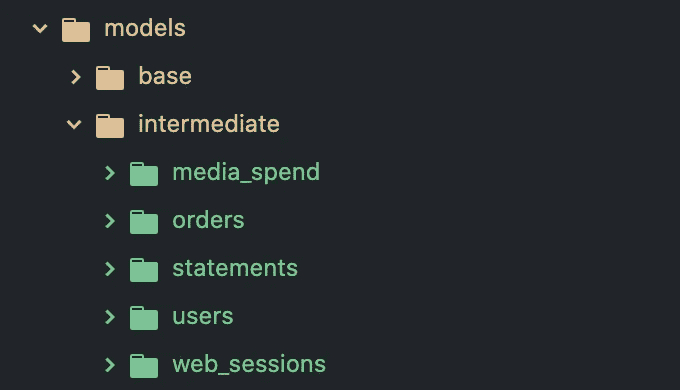 models
base
intermediate
media_spend
orders
statements
users
web_sessions